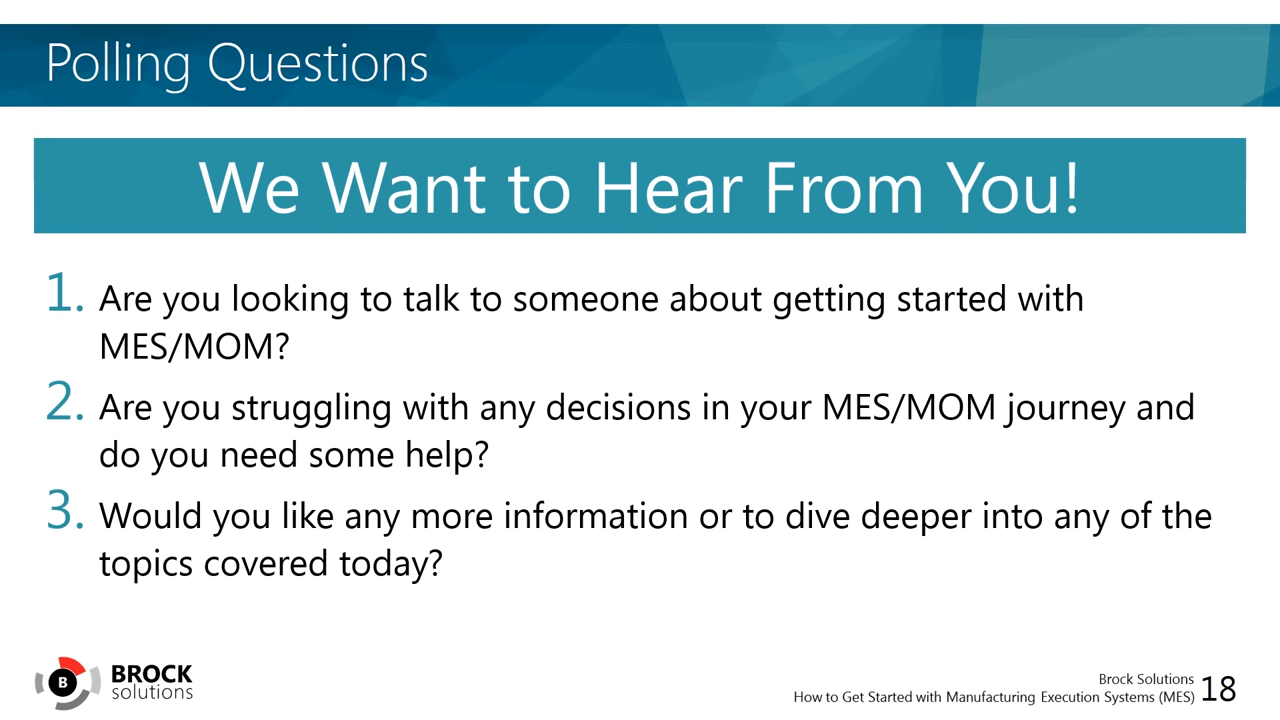 Polling Questions
We Want to Hear From You!
1. Are you looking to talk to someone about getting started with
MES/MOM?
2. Are you struggling with any decisions in your MES/MOM journey and
do you need some help?
3. Would you like any more information or to dive deeper into any of the
topics covered today?
B
BROCK
solutions
Brock Solutions
How to Get Started with Manufacturing Execution Systems (MES)
18